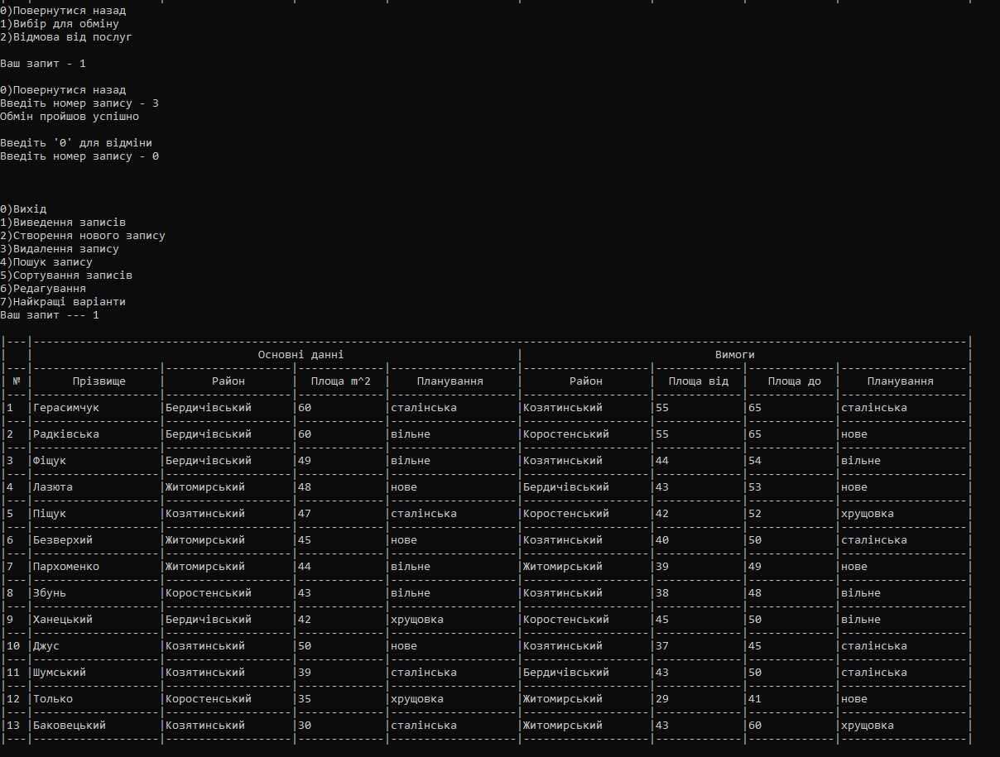 0)Повернутися назад
1)Вибір для обміну
2)Відмова від послуг
Ваш запит - 1
0)Повернутися назад
Введіть номер запису - 3
Обмін пройшов успішно
Введіть '0' для відміни
Введіть номер запису - 0
0)Вихід
1)Виведення записів
2)Створення нового запису
3)Видалення запису
4)Пошук запису
5)Сортування записів
6)Редагування
7)Найкращі варіанти
Ваш запит --- 1
Основні данні | Вимоги
№ | Прізвище | Район | Площа m^2 | Планування | Район | Площа від | Площа до | Планування
1 |Герасимчук |Бердичівський |60 |сталінська |Козятинський |55 |65 |сталінська
2 |Радківська |Бердичівський |60 |вільне |Коростенський |55 |65 |нове
3 |Фіщук |Бердичівський |49 |вільне |Козятинський |44 |54 |вільне
4 |Лазюта |Житомирський |48 |нове |Бердичівський |43 |53 |нове
5 |Піщук |Козятинський |47 |сталінська |Коростенський |42 |52 |хрущовка
6 |Безверхий |Житомирський |45 |нове |Козятинський |40 |50 |сталінська
7 |Пархоменко |Житомирський |44 |вільне |Житомирський |39 |49 |нове
8 |Збунь |Коростенський |43 |вільне |Козятинський |38 |48 |вільне
9 |Ханецький |Бердичівський |42 |хрущовка |Коростенський |45 |50 |вільне
10 |Джус |Козятинський |50 |нове |Козятинський |37 |45 |сталінська
11 |Шумський |Козятинський |39 |сталінська |Бердичівський |43 |50 |сталінська
12 |Только |Коростенський |35 |хрущовка |Житомирський |29 |41 |нове
13 |Баковецький |Козятинський |30 |сталінська |Житомирський |43 |60 |хрущовка